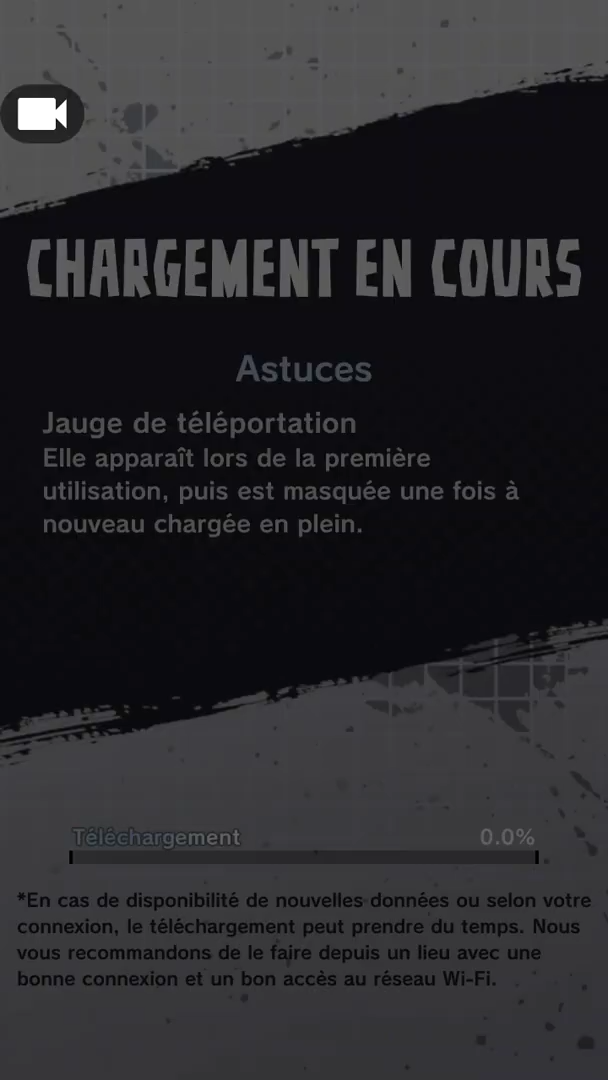 CHARGEMENT EN COURS
Astuces
Jauge de téléportation
Elle apparaît lors de la première
utilisation, puis est masquée une fois à
nouveau chargée en plein.
Téléchargement 0.0%
*En cas de disponibilité de nouvelles données ou selon votre
connexion, le téléchargement peut prendre du temps. Nous
vous recommandons de le faire depuis un lieu avec une
bonne connexion et un bon accès au réseau Wi-Fi.